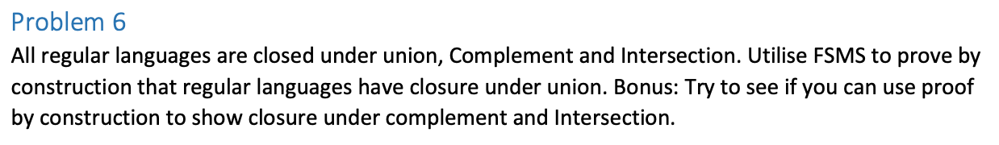 Problem 6
All regular languages are closed under union, Complement and Intersection. Utilise FSMS to prove by
construction that regular languages have closure under union. Bonus: Try to see if you can use proof
by construction to show closure under complement and Intersection.